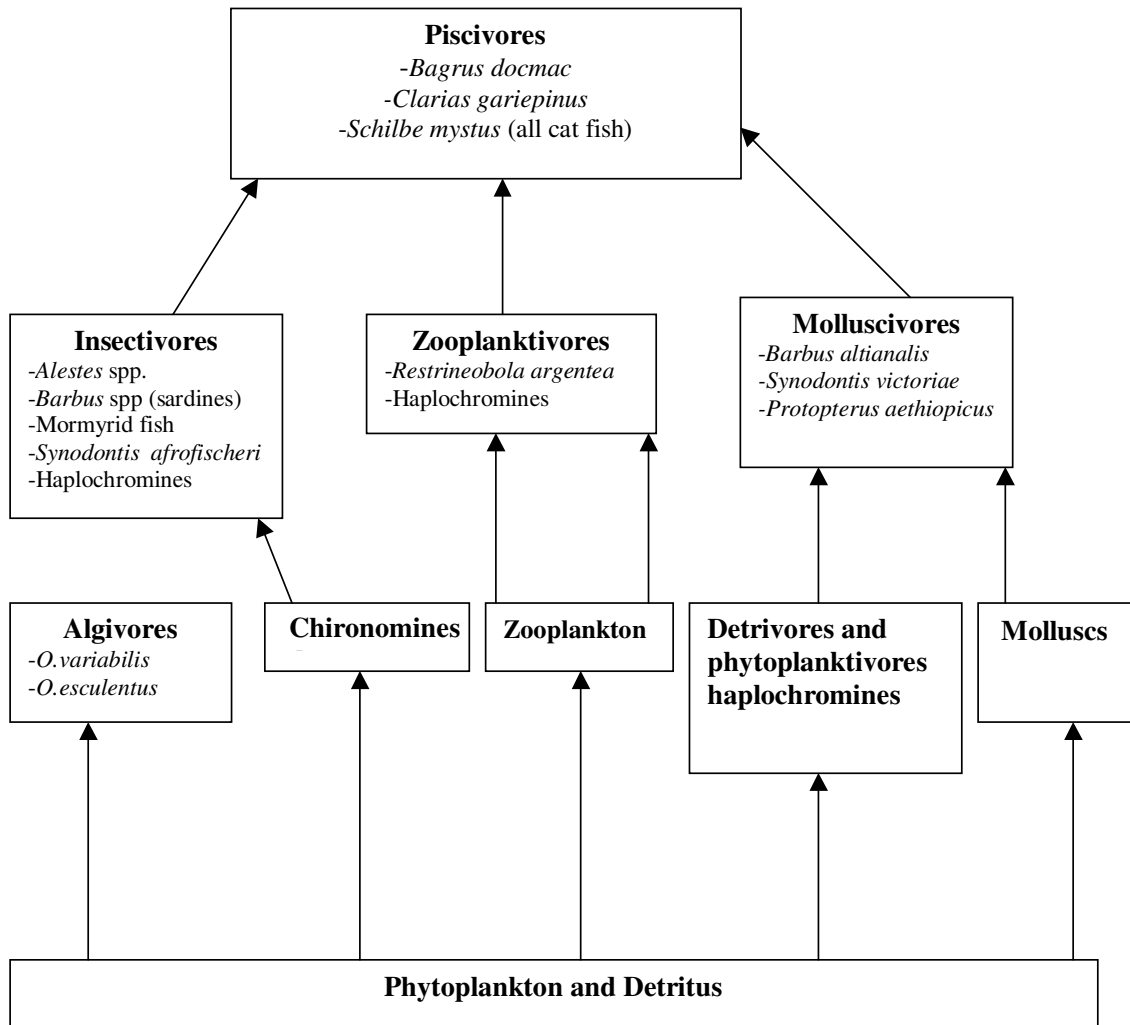 Piscivores
-Bagrus docmac
-Clarias gariepinus
-Schilbe mystus (all cat fish)
Insectivores
-Alestes spp.
-Barbus spp (sardines)
-Mormyrid fish
-Synodontis afrofischeri
-Haplochromines
Zooplanktivores
-Restrineobola argentea
-Haplochromines
Molluscivores
-Barbus altianalis
-Synodontis victoriae
-Protopterus aethiopicus
Algivores
-O.variabilis
-O.esculentus
Chironomines
Zooplankton
Detrivores and
phytoplanktivores
haplochromines
Molluscs
Phytoplankton and Detritus